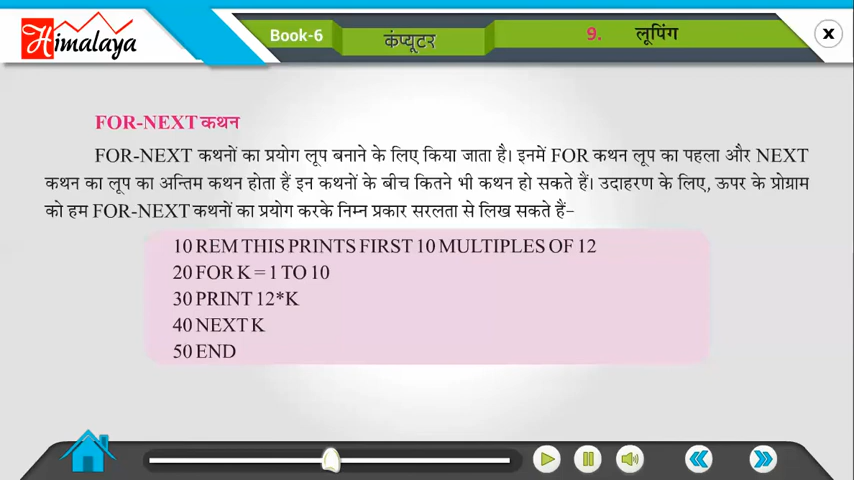 Himalaya
Book-6
कंप्यूटर
9. लूपिंग
X
FOR-NEXT कथन
FOR-NEXT कथनों का प्रयोग लूप बनाने के लिए किया जाता है। इनमें FOR कथन लूप का पहला और NEXT
कथन का लूप का अन्तिम कथन होता हैं इन कथनों के बीच कितने भी कथन हो सकते हैं। उदाहरण के लिए, ऊपर के प्रोग्राम
को हम FOR-NEXT कथनों का प्रयोग करके निम्न प्रकार सरलता से लिख सकते हैं-
10 REM THIS PRINTS FIRST 10 MULTIPLES OF 12
20 FOR K = 1 TO 10
30 PRINT 12*K
40 NEXT K
50 END